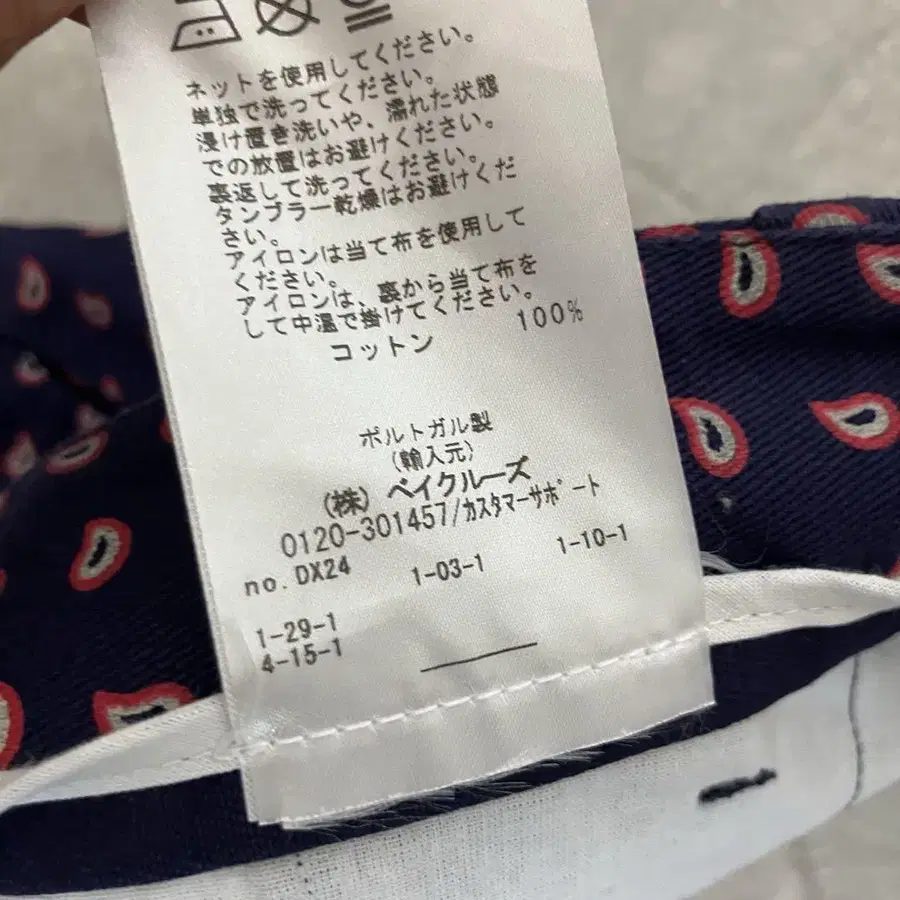 ネットを使用してください。
単独で洗ってください。
浸け置き洗いや、濡れた状態
での放置はお避けください。
裏返して洗ってください。
タンブラー乾燥はお避けくだ
さい。
アイロンは当て布を使用して
ください。
アイロンは、裏から当て布を
して中温で掛けてください。
コットン 100%
ポルトガル製
(輸入元)
(株) ベイクルーズ
0120-301457/カスタマーサポート
no.DX24 1-03-1 1-10-1
1-29-1
4-15-1